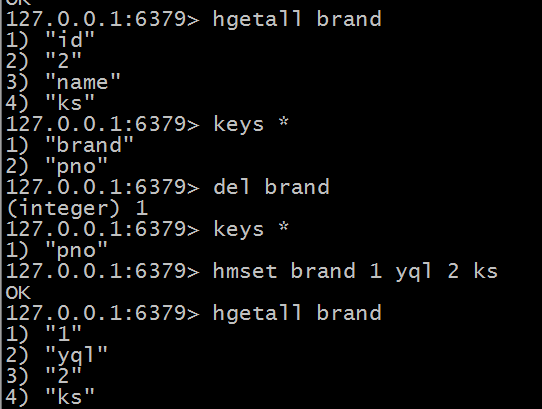 OK
127.0.0.1:6379> hgetall brand
1) "id"
2) "2"
3) "name"
4) "ks"
127.0.0.1:6379> keys *
1) "brand"
2) "pno"
127.0.0.1:6379> del brand
(integer) 1
127.0.0.1:6379> keys *
1) "pno"
127.0.0.1:6379> hmset brand 1 yql 2 ks
OK
127.0.0.1:6379> hgetall brand
1) "1"
2) "yql"
3) "2"
4) "ks"